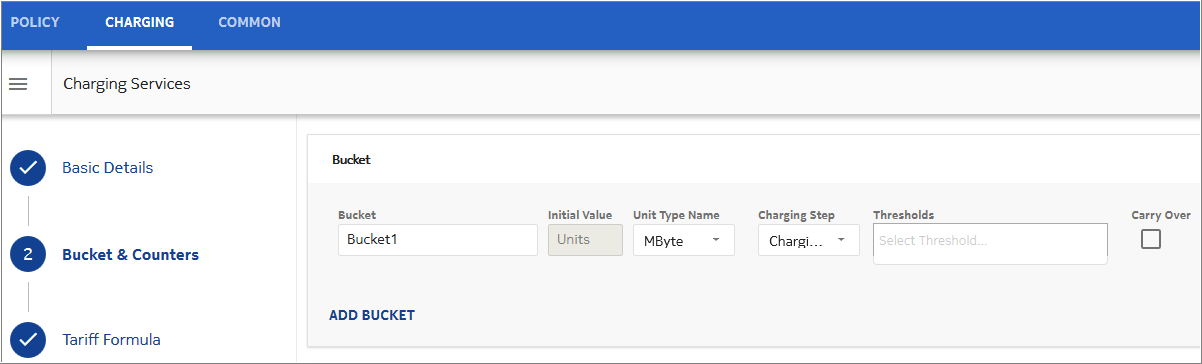 POLICY CHARGING COMMON
Charging Services
Basic Details
2 Bucket & Counters
Tariff Formula
Bucket
Bucket Initial Value Unit Type Name Charging Step Thresholds Carry Over
Bucket1 Units MByte Chargi... Select Threshold...
ADD BUCKET